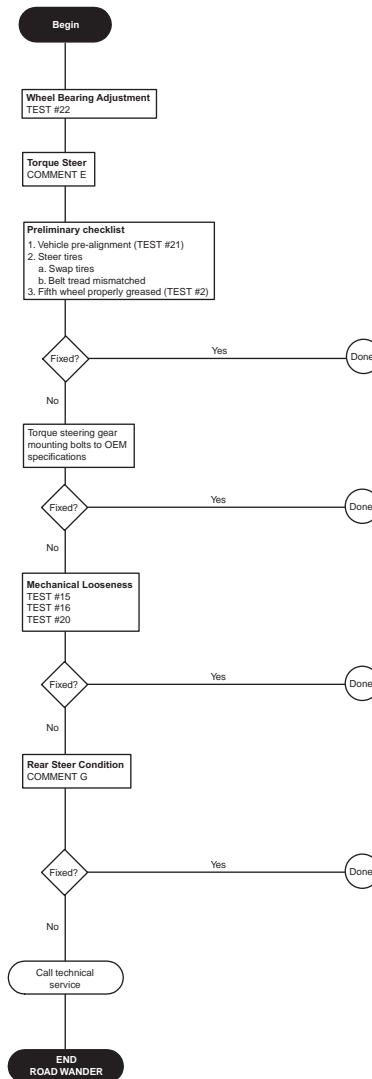 Begin
Wheel Bearing Adjustment
TEST #22
Torque Steer
COMMENT E
Preliminary checklist
1. Vehicle pre-alignment (TEST #21)
2. Steer tires
a. Swap tires
b. Belt tread mismatched
3. Fifth wheel properly greased (TEST #2)
Fixed?
Yes
Done
No
Torque steering gear
mounting bolts to OEM
specifications
Fixed?
Yes
Done
No
Mechanical Looseness
TEST #15
TEST #16
TEST #20
Fixed?
Yes
Done
No
Rear Steer Condition
COMMENT G
Fixed?
Yes
Done
No
Call technical
service
END
ROAD WANDER